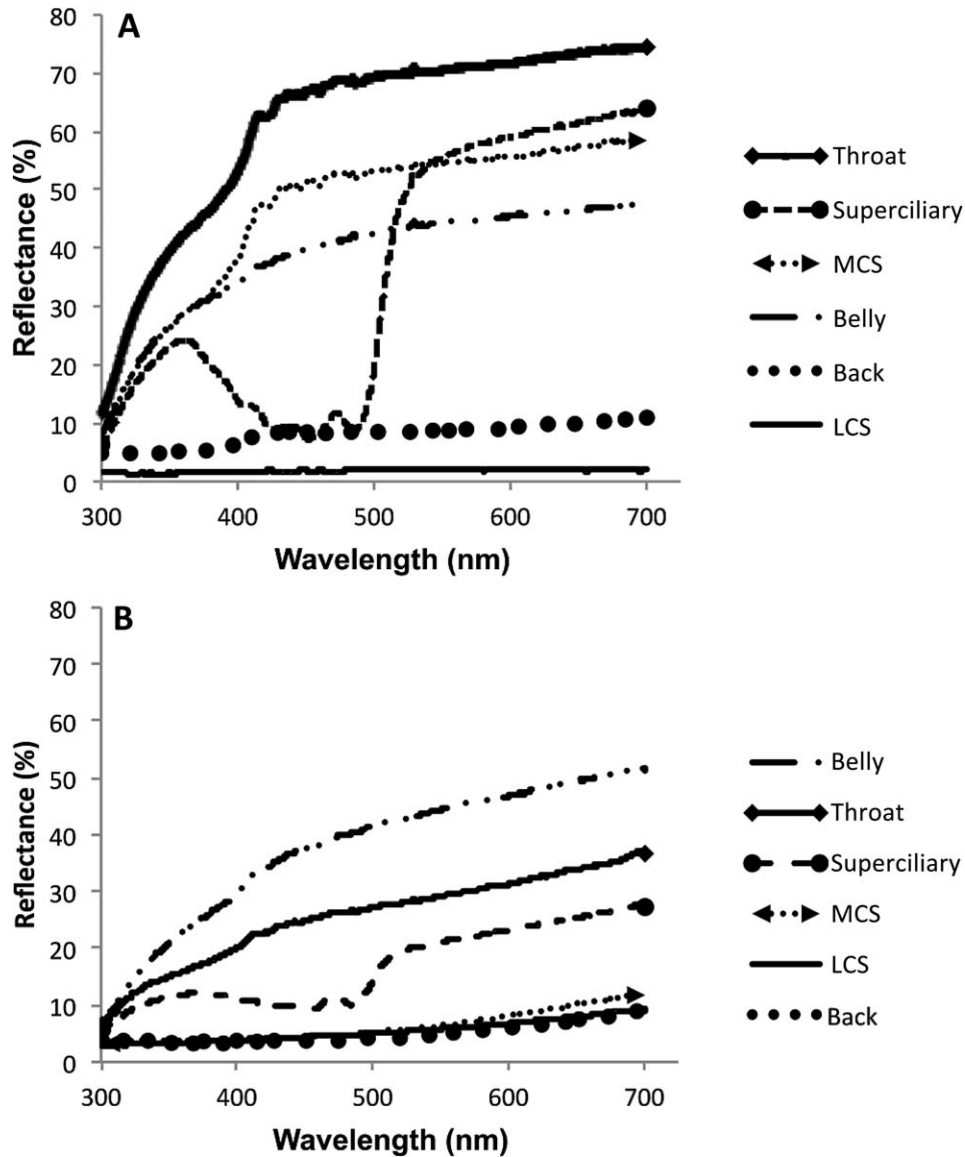 A
80
70
60
50
40
30
20
10
0
Reflectance (%)
300 400 500 600 700
Wavelength (nm)
Throat
Superciliary
MCS
Belly
Back
LCS
B
80
70
60
50
40
30
20
10
0
Reflectance (%)
300 400 500 600 700
Wavelength (nm)
Belly
Throat
Superciliary
MCS
LCS
Back